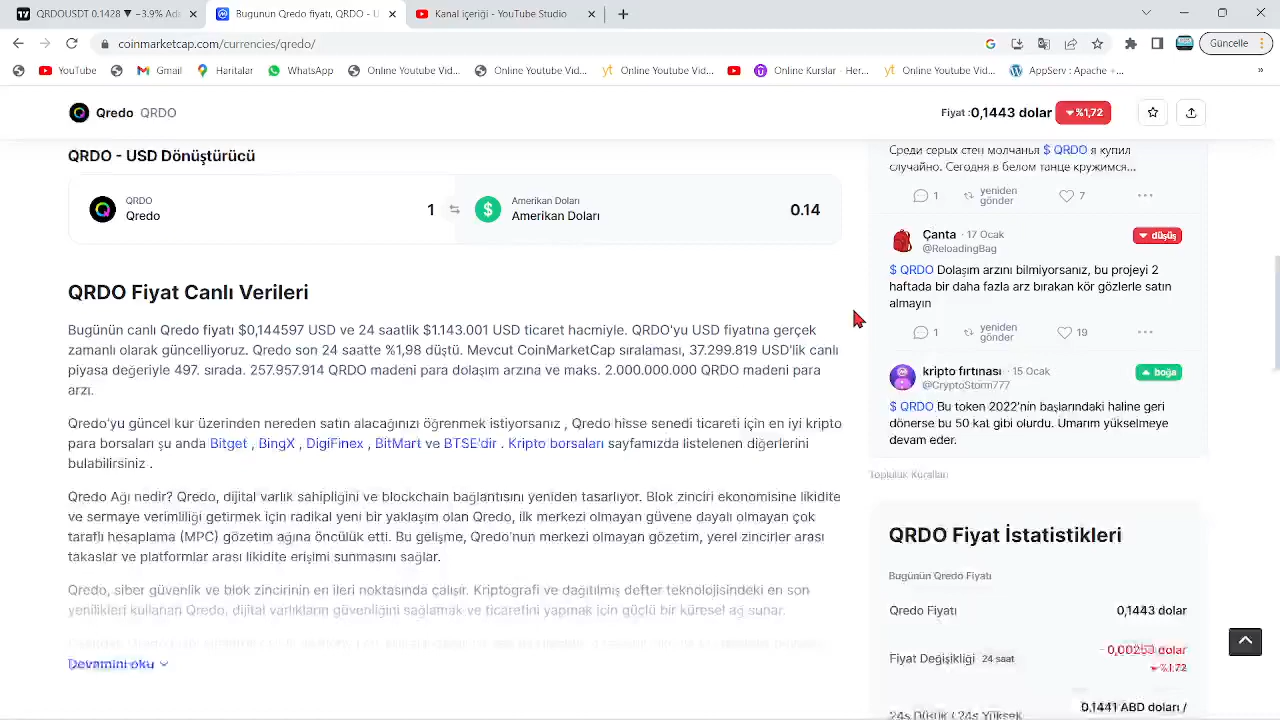 QRDOUSDT 0.1428 ▼ −3.9% Adsı
Bugünün Qredo fiyatı, QRDO - U
Kanal içeriği - YouTube Studio
coinmarketcap.com/currencies/qredo/
Güncelle
YouTube
Gmail
Haritalar
WhatsApp
Online Youtube Vid...
Online Youtube Vid...
Online Youtube Vid...
Online Kurslar - Her...
Online Youtube Vid...
AppServ : Apache +...
»
Qredo QRDO
Fiyat :0,1443 dolar %1,72
QRDO - USD Dönüştürücü
QRDO
Qredo
1
Amerikan Doları
Amerikan Doları
0.14
QRDO Fiyat Canlı Verileri
Bugünün canlı Qredo fiyatı $0,144597 USD ve 24 saatlik $1.143.001 USD ticaret hacmiyle. QRDO'yu USD fiyatına gerçek
zamanlı olarak güncelliyoruz. Qredo son 24 saatte %1,98 düştü. Mevcut CoinMarketCap sıralaması, 37.299.819 USD'lik canlı
piyasa değeriyle 497. sırada. 257.957.914 QRDO madeni para dolaşım arzına ve maks. 2.000.000.000 QRDO madeni para
arzı.
Qredo'yu güncel kur üzerinden nereden satın alacağınızı öğrenmek istiyorsanız , Qredo hisse senedi ticareti için en iyi kripto
para borsaları şu anda Bitget , BingX , DigiFinex , BitMart ve BTSE'dir . Kripto borsaları sayfamızda listelenen diğerlerini
bulabilirsiniz .
Qredo Ağı nedir? Qredo, dijital varlık sahipliğini ve blockchain bağlantısını yeniden tasarlıyor. Blok zinciri ekonomisine likidite
ve sermaye verimliliği getirmek için radikal yeni bir yaklaşım olan Qredo, ilk merkezi olmayan güvene dayalı olmayan çok
taraflı hesaplama (MPC) gözetim ağına öncülük etti. Bu gelişme, Qredo'nun merkezi olmayan gözetim, yerel zincirler arası
takaslar ve platformlar arası likidite erişimi sunmasını sağlar.
Qredo, siber güvenlik ve blok zincirinin en ileri noktasında çalışır. Kriptografi ve dağıtılmış defter teknolojisindeki en son
yenilikleri kullanan Qredo, dijital varlıkların güvenliğini sağlamak ve ticaretini yapmak için güçlü bir küresel ağ sunar.
Devamını oku
Среди серых стен молчанья $ QRDO я купил
случайно. Сегодня в белом танце кружимся...
1
yeniden
gönder
7
Çanta · 17 Ocak
@ReloadingBag
düşüş
$ QRDO Dolaşım arzını bilmiyorsanız, bu projeyi 2
haftada bir daha fazla arz bırakan kör gözlerle satın
almayın
1
yeniden
gönder
19
kripto fırtınası · 15 Ocak
@CryptoStorm777
boğa
$ QRDO Bu token 2022'nin başlarındaki haline geri
dönerse bu 50 kat gibi olurdu. Umarım yükselmeye
devam eder.
Topluluk Kuralları
QRDO Fiyat İstatistikleri
Bugünün Qredo Fiyatı
Qredo Fiyatı 0,1443 dolar
Fiyat Değişikliği 24 saat
- 0,00253 dolar
%1.72
24s Düşük / 24s Yüksek
0,1441 ABD doları /